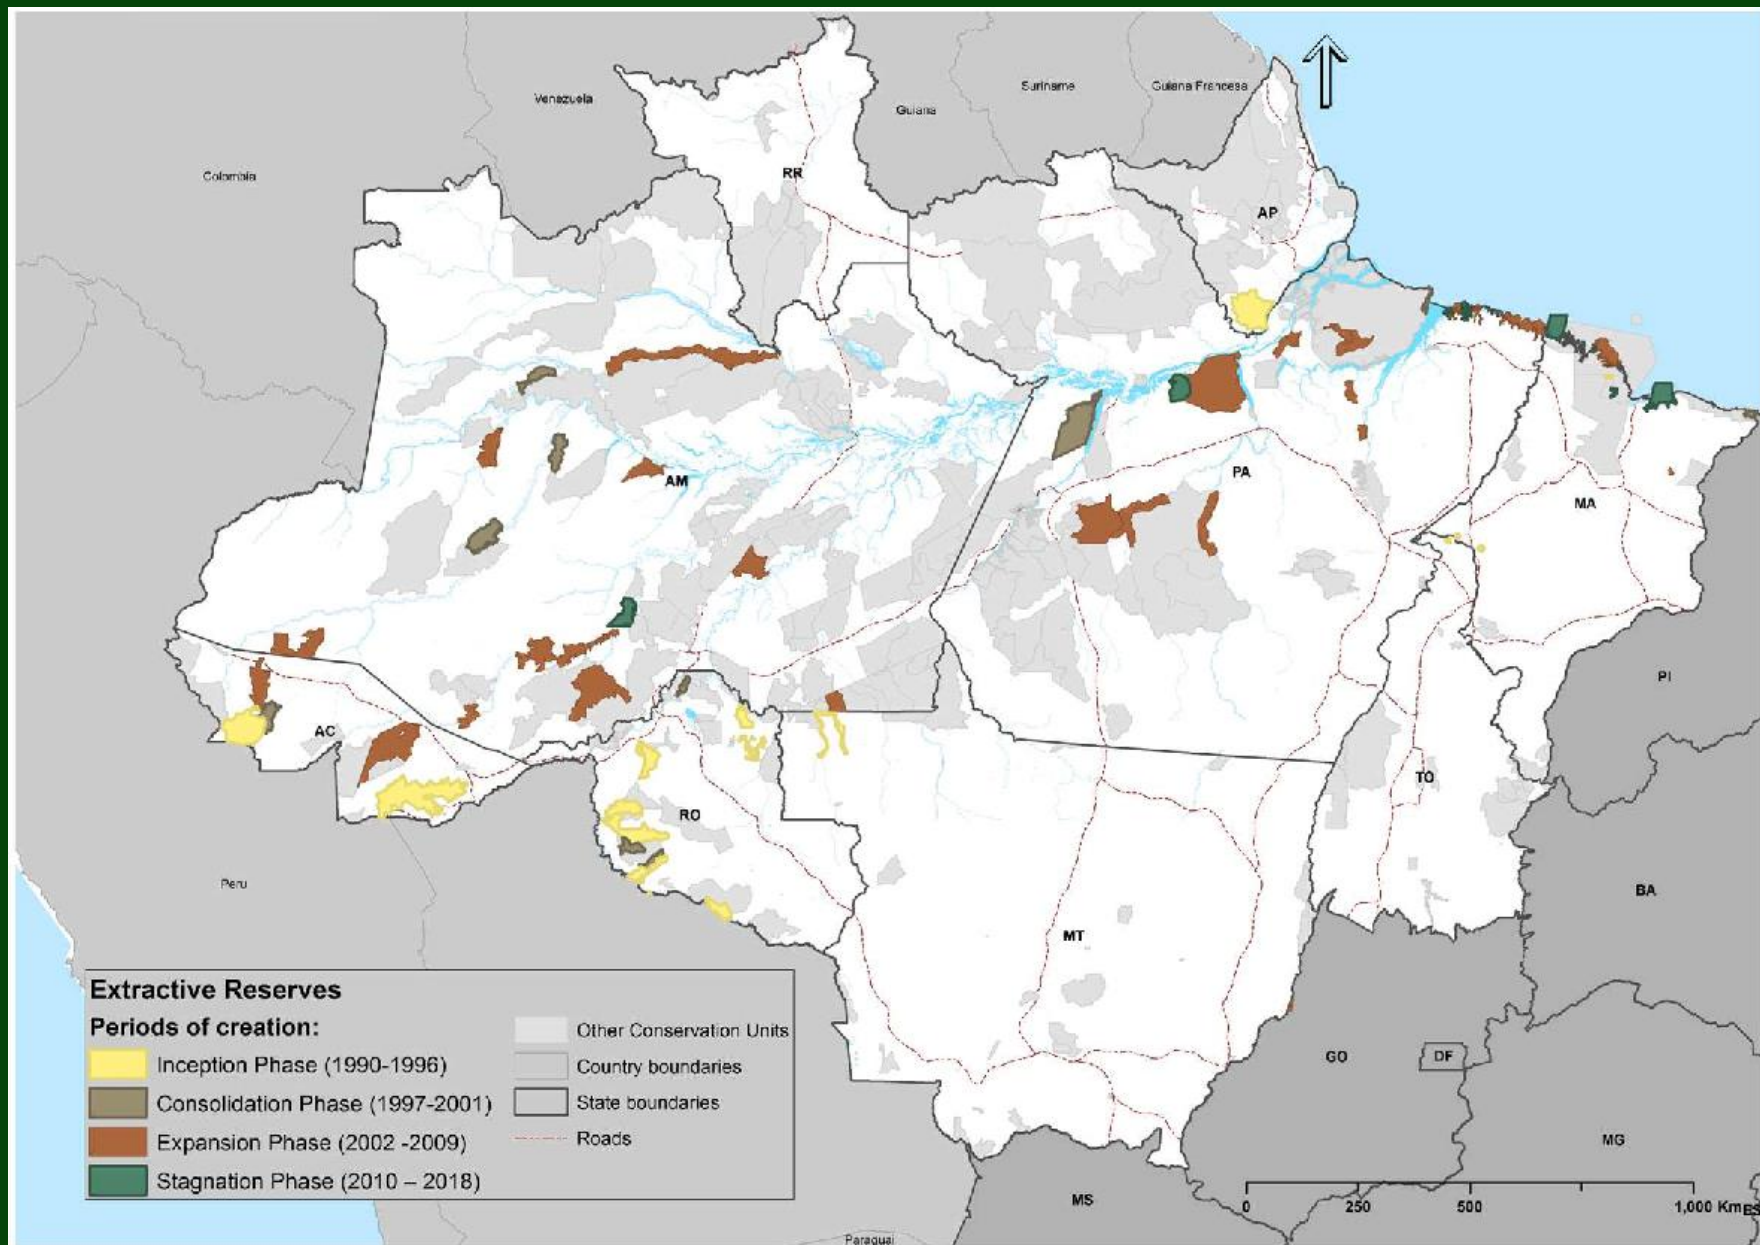 Venezuela
Suriname
Guiana Francesa
Guiana
Colombia
RR
AP
AM
PA
MA
PI
AC
RO
TO
Peru
BA
MT
Extractive Reserves
Periods of creation:
Inception Phase (1990-1996)
Consolidation Phase (1997-2001)
Expansion Phase (2002 -2009)
Stagnation Phase (2010 – 2018)
Other Conservation Units
Country boundaries
State boundaries
Roads
GO
DF
MG
MS
0 250 500 1,000 Km
ES
Paraguai